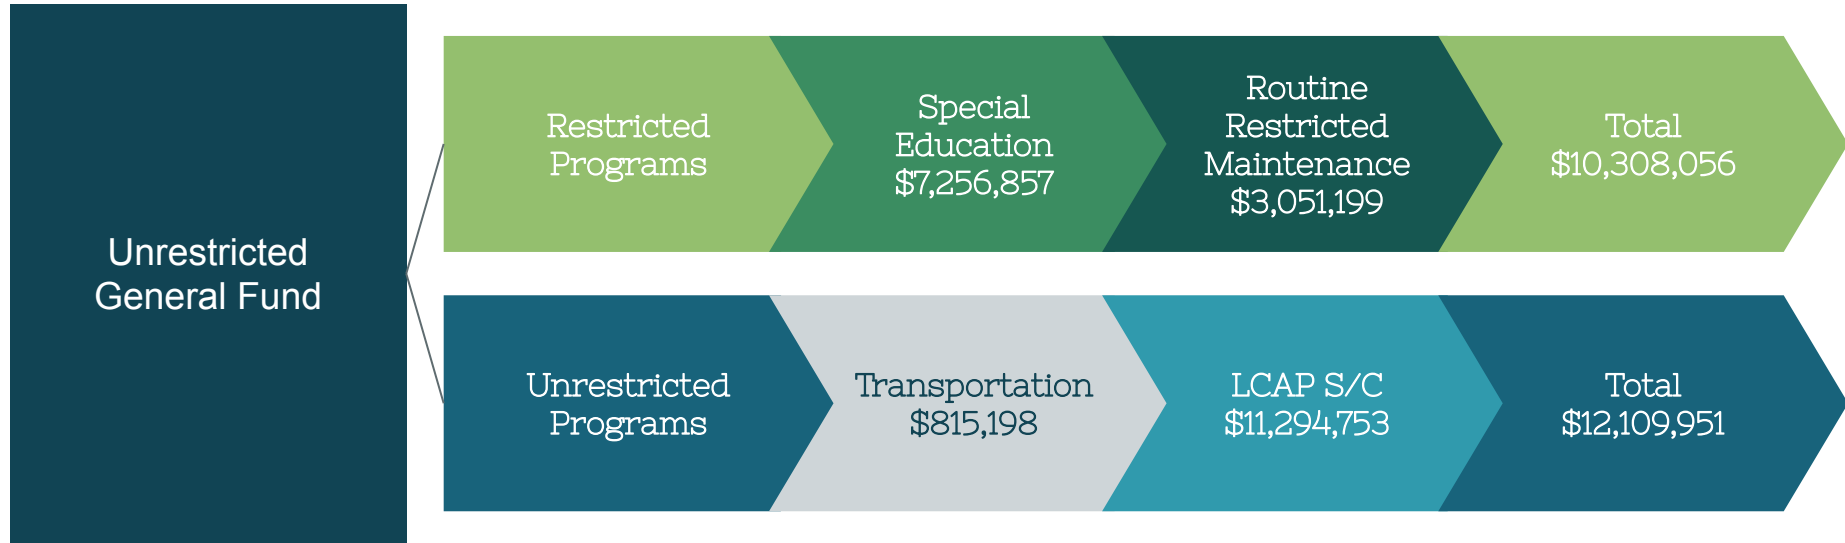 Unrestricted
General Fund
Restricted
Programs
Special
Education
$7,256,857
Routine
Restricted
Maintenance
$3,051,199
Total
$10,308,056
Unrestricted
Programs
Transportation
$815,198
LCAP S/C
$11,294,753
Total
$12,109,951